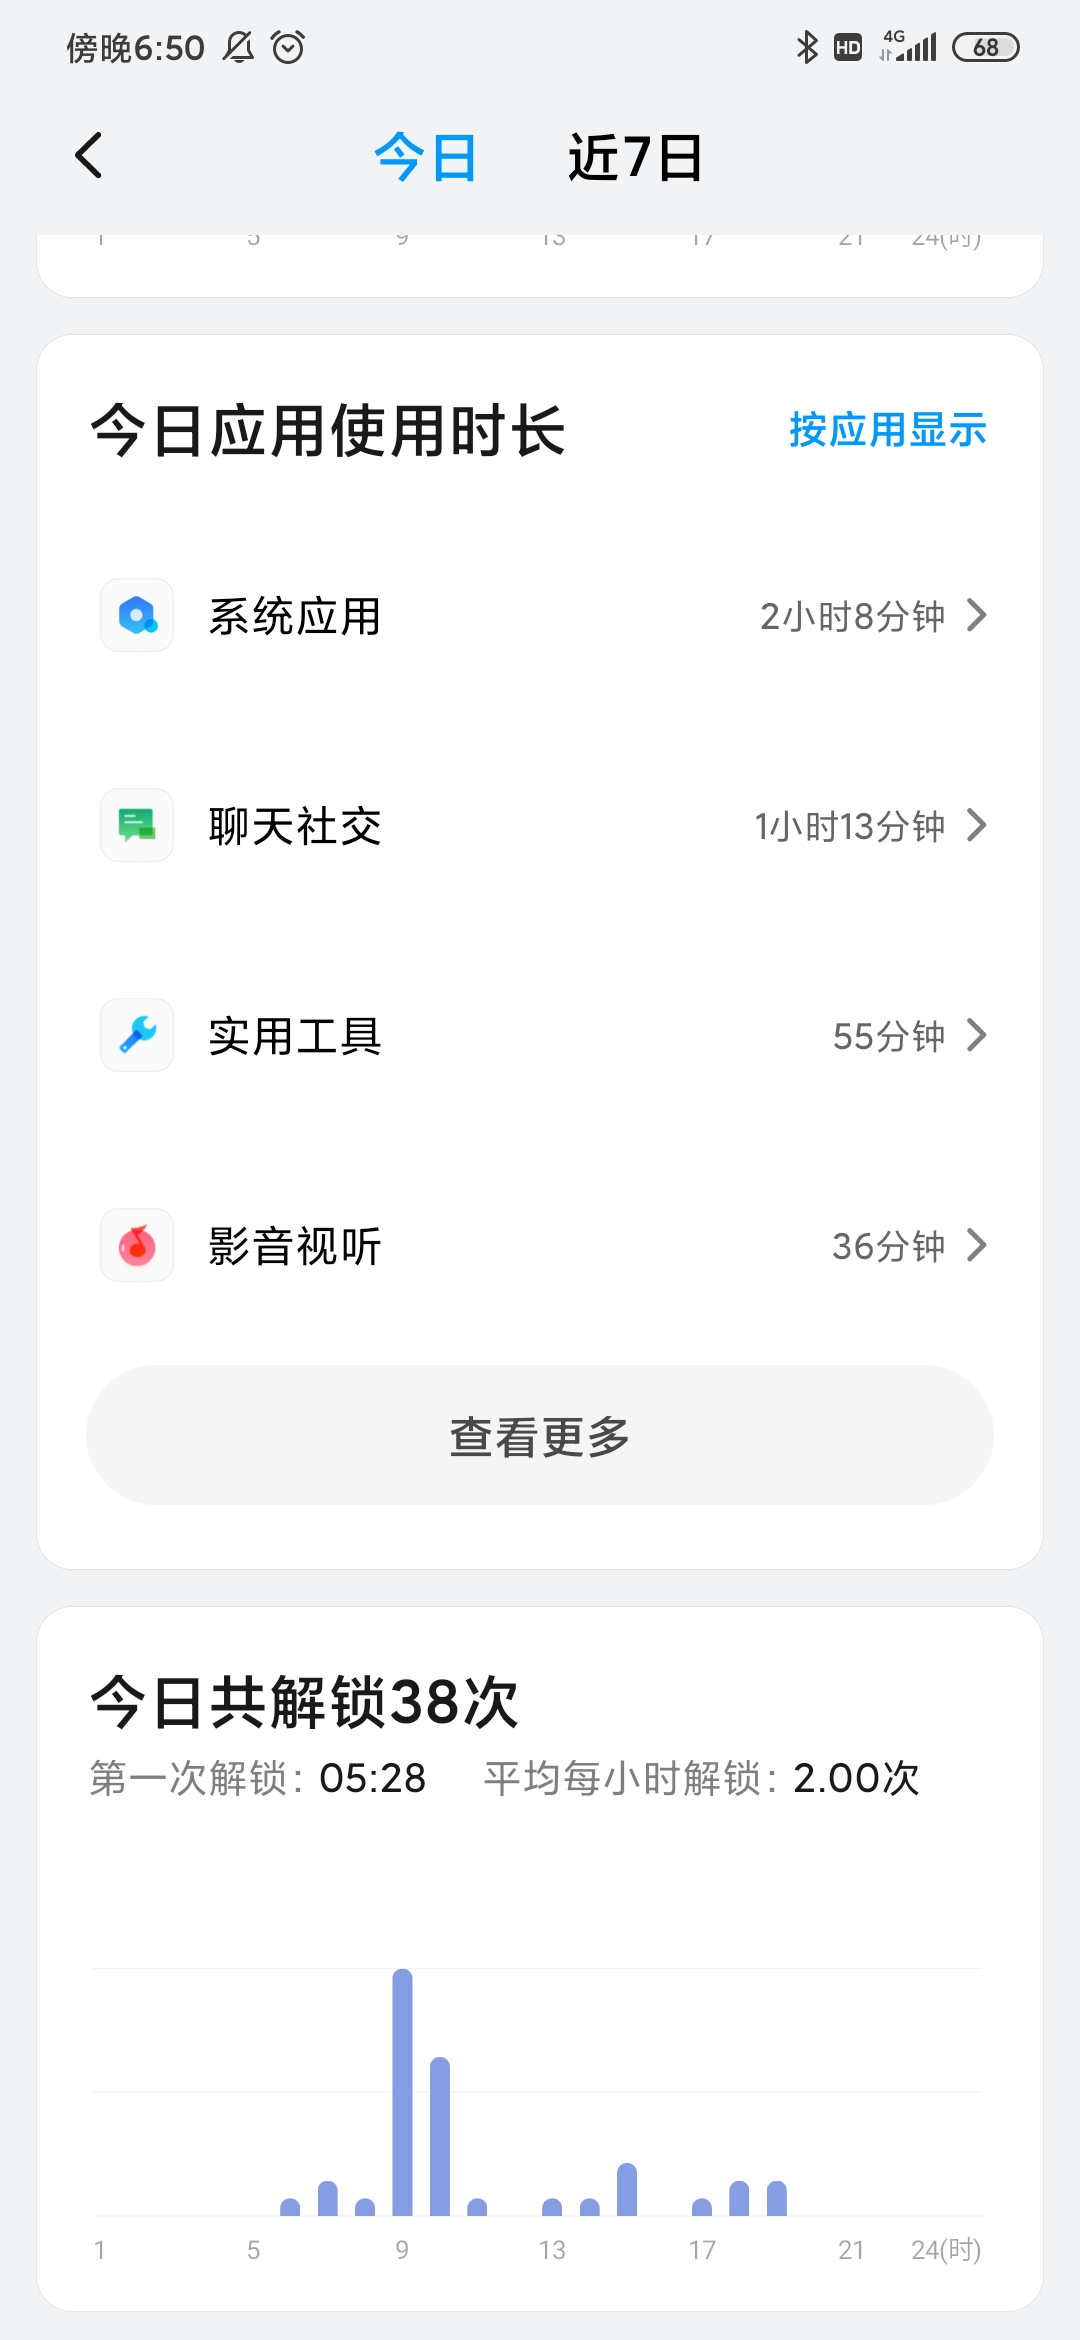 傍晚6:50 HD 4G 68
今日 近7日
1 5 9 13 17 21 24(时)
今日应用使用时长 按应用显示
系统应用 2小时8分钟
聊天社交 1小时13分钟
实用工具 55分钟
影音视听 36分钟
查看更多
今日共解锁38次
第一次解锁: 05:28 平均每小时解锁: 2.00次
1 5 9 13 17 21 24(时)